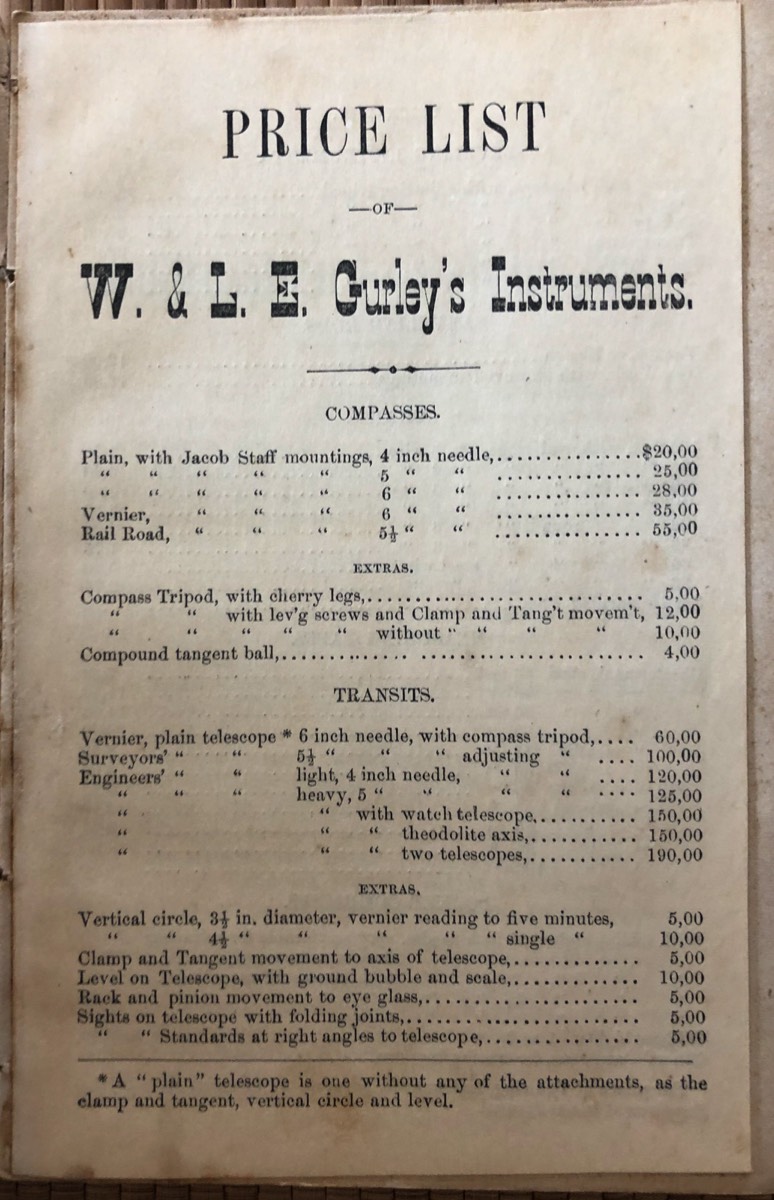 PRICE LIST
—OF—
W. & L. E. Gurley's Instruments.
COMPASSES.
Plain, with Jacob Staff mountings, 4 inch needle,................$20,00
“ “ “ “ “ 5 “ “ ................ 25,00
“ “ “ “ “ 6 “ “ ................ 28,00
Vernier, “ “ “ 6 “ “ ................ 35,00
Rail Road, “ “ “ 5½ “ “ ................ 55,00
EXTRAS.
Compass Tripod, with cherry legs,................................ 5,00
“ “ with lev'g screws and Clamp and Tang't movem't, 12,00
“ “ “ “ “ without “ “ “ “ 10,00
Compound tangent ball,........................................ 4,00
TRANSITS.
Vernier, plain telescope * 6 inch needle, with compass tripod,.... 60,00
Surveyors' “ “ 5½ “ “ “ adjusting “ .... 100,00
Engineers' “ “ light, 4 inch needle, “ “ .... 120,00
“ “ “ heavy, 5 “ “ “ “ .... 125,00
“ “ with watch telescope,.......... 150,00
“ “ “ theodolite axis,........... 150,00
“ “ “ two telescopes,........... 190,00
EXTRAS.
Vertical circle, 3½ in. diameter, vernier reading to five minutes, 5,00
“ “ 4½ “ “ “ “ “ single “ 10,00
Clamp and Tangent movement to axis of telescope,............. 5,00
Level on Telescope, with ground bubble and scale,............. 10,00
Rack and pinion movement to eye glass,....................... 5,00
Sights on telescope with folding joints,......................... 5,00
“ “ Standards at right angles to telescope,................ 5,00
* A “ plain” telescope is one without any of the attachments, as the
clamp and tangent, vertical circle and level.